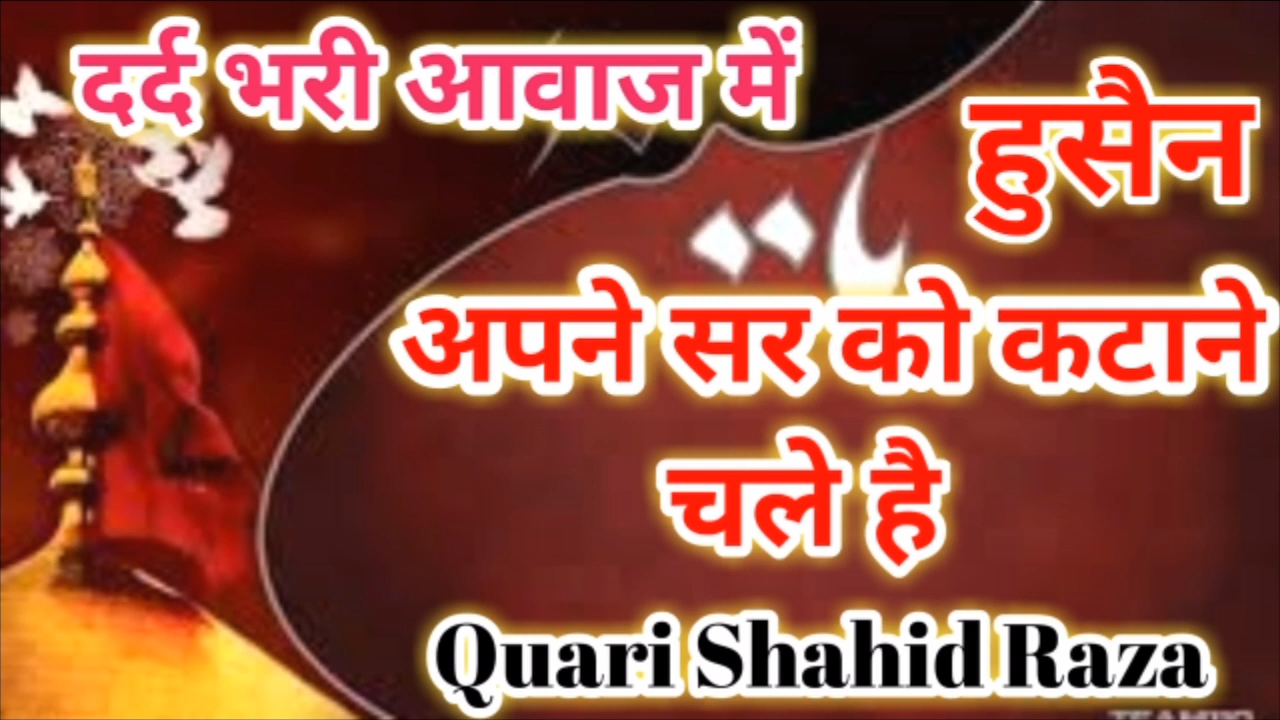 दर्द भरी आवाज में
हुसैन
अपने सर को कटाने
चले है
Quari Shahid Raza